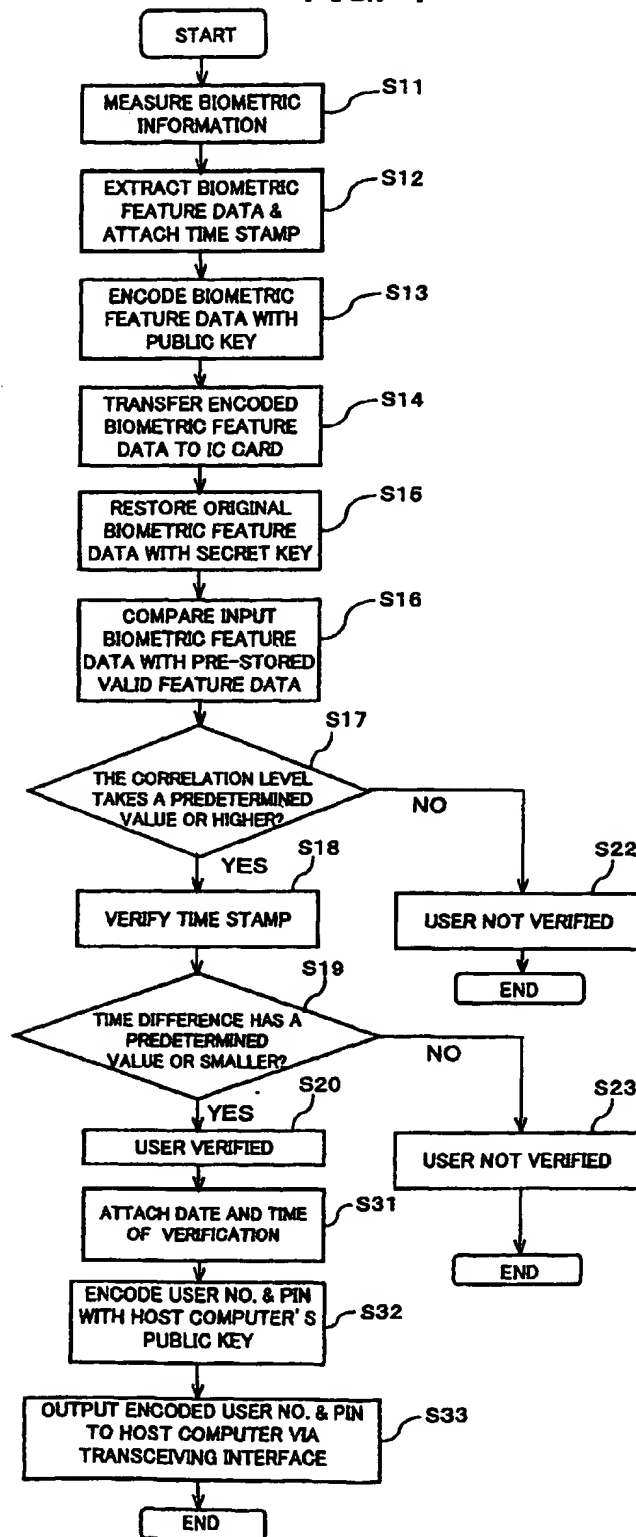 START
S11
MEASURE BIOMETRIC
INFORMATION
S12
EXTRACT BIOMETRIC
FEATURE DATA &
ATTACH TIME STAMP
S13
ENCODE BIOMETRIC
FEATURE DATA WITH
PUBLIC KEY
S14
TRANSFER ENCODED
BIOMETRIC FEATURE
DATA TO IC CARD
S15
RESTORE ORIGINAL
BIOMETRIC FEATURE
DATA WITH SECRET KEY
S16
COMPARE INPUT
BIOMETRIC FEATURE
DATA WITH PRE-STORED
VALID FEATURE DATA
S17
THE CORRELATION LEVEL
TAKES A PREDETERMINED
VALUE OR HIGHER?
NO
YES
S18
VERIFY TIME STAMP
S22
USER NOT VERIFIED
END
S19
TIME DIFFERENCE HAS A
PREDETERMINED
VALUE OR SMALLER?
NO
YES
S20
USER VERIFIED
S23
USER NOT VERIFIED
END
S31
ATTACH DATE AND TIME
OF VERIFICATION
S32
ENCODE USER NO. & PIN
WITH HOST COMPUTER'S
PUBLIC KEY
S33
OUTPUT ENCODED USER NO. & PIN
TO HOST COMPUTER VIA
TRANSCEIVING INTERFACE
END